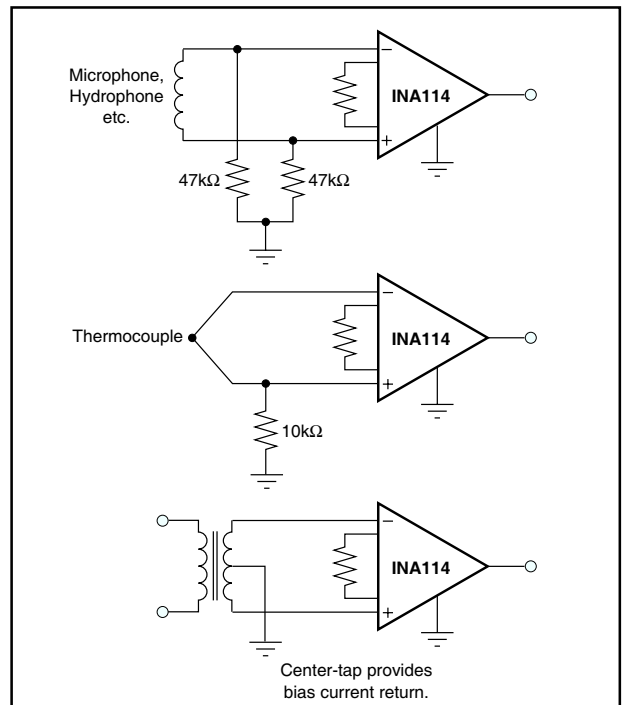 Microphone,
Hydrophone
etc.
−
INA114
+
47kΩ 47kΩ
Thermocouple
−
INA114
+
10kΩ
−
INA114
+
Center-tap provides
bias current return.